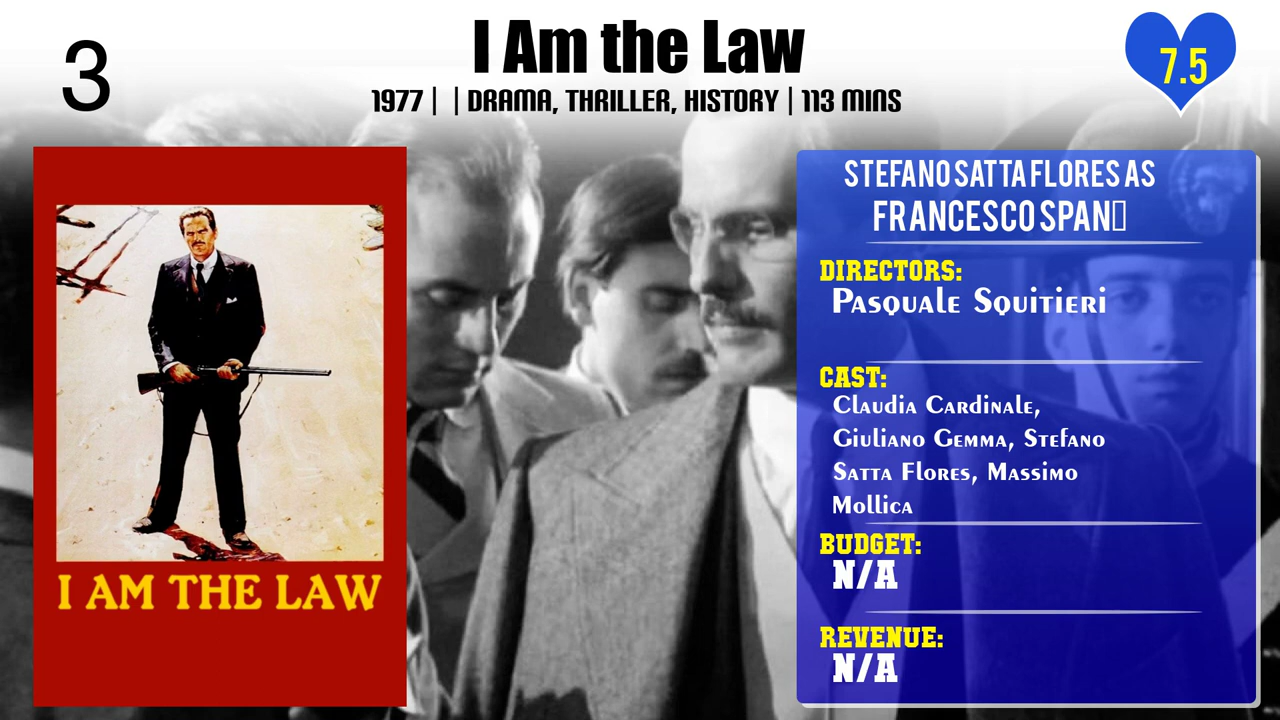 3
I Am the Law
7.5
1977 | | DRAMA, THRILLER, HISTORY | 113 MINS
I AM THE LAW
STEFANO SATTA FLORES AS
FRANCESCO SPAN▯
DIRECTORS:
Pasquale Squitieri
CAST:
Claudia Cardinale,
Giuliano Gemma, Stefano
Satta Flores, Massimo
Mollica
BUDGET:
N/A
REVENUE:
N/A